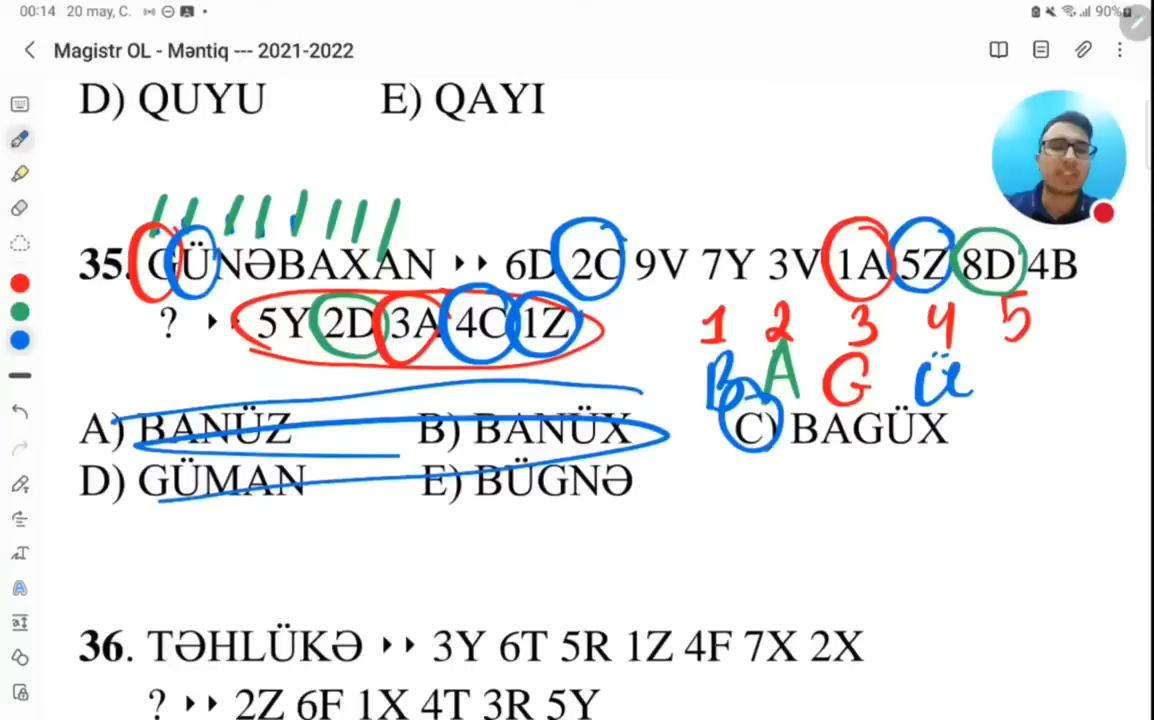 00:14 20 may, C. 90%
Magistr OL - Məntiq --- 2021-2022
D) QUYU E) QAYI
35. GÜNƏBAXAN ‣‣ 6D 2C 9V 7Y 3V 1A 5Z 8D 4B
? ‣‣ 5Y 2D 3A 4C 1Z
1 2 3 4 5
B A G Ü
A) BANÜZ B) BANÜX C) BAGÜX
D) GÜMAN E) BÜGNƏ
36. TƏHLÜKƏ ‣‣ 3Y 6T 5R 1Z 4F 7X 2X
? ‣‣ 2Z 6F 1X 4T 3R 5Y